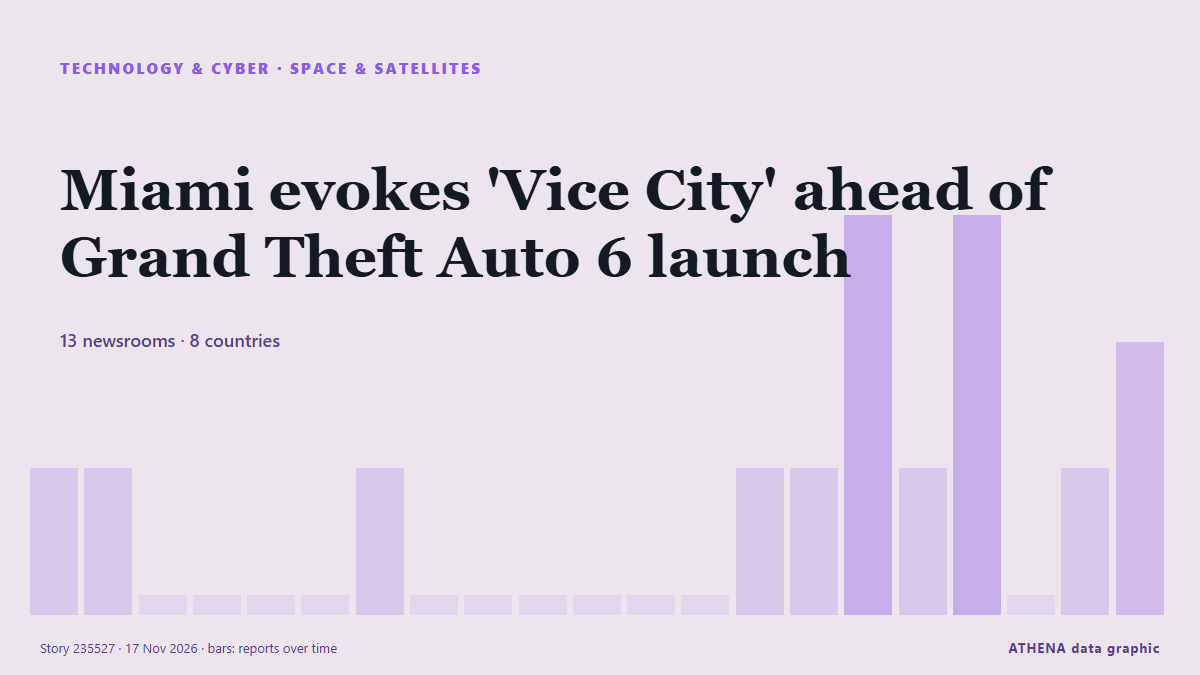 TECHNOLOGY & CYBER · SPACE & SATELLITES
Miami evokes 'Vice City' ahead of
Grand Theft Auto 6 launch
13 newsrooms · 8 countries
Story 235527 · 17 Nov 2026 · bars: reports over time
ATHENA data graphic